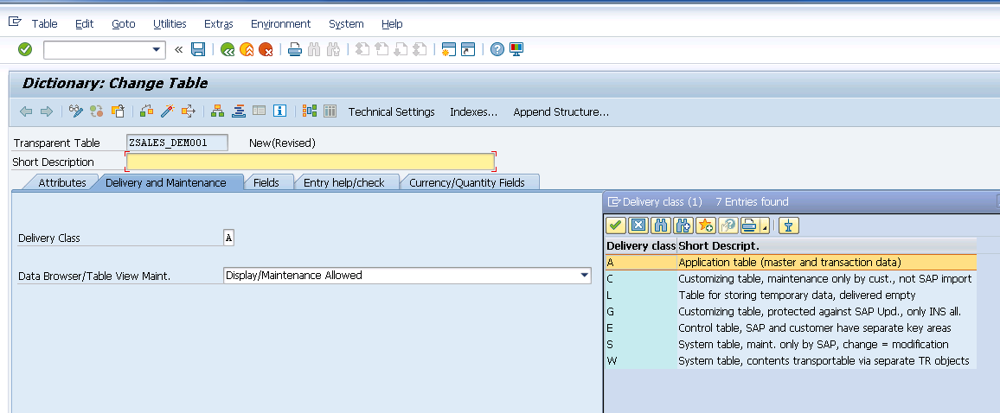 Table Edit Goto Utilities Extras Environment System Help
Dictionary: Change Table
Technical Settings Indexes... Append Structure...
Transparent Table ZSALES_DEMO01 New(Revised)
Short Description
Attributes Delivery and Maintenance Fields Entry help/check Currency/Quantity Fields
Delivery Class A
Data Browser/Table View Maint. Display/Maintenance Allowed
Delivery class (1) 7 Entries found
Delivery class Short Descript.
A Application table (master and transaction data)
C Customizing table, maintenance only by cust., not SAP import
L Table for storing temporary data, delivered empty
G Customizing table, protected against SAP Upd., only INS all.
E Control table, SAP and customer have separate key areas
S System table, maint. only by SAP, change = modification
W System table, contents transportable via separate TR objects